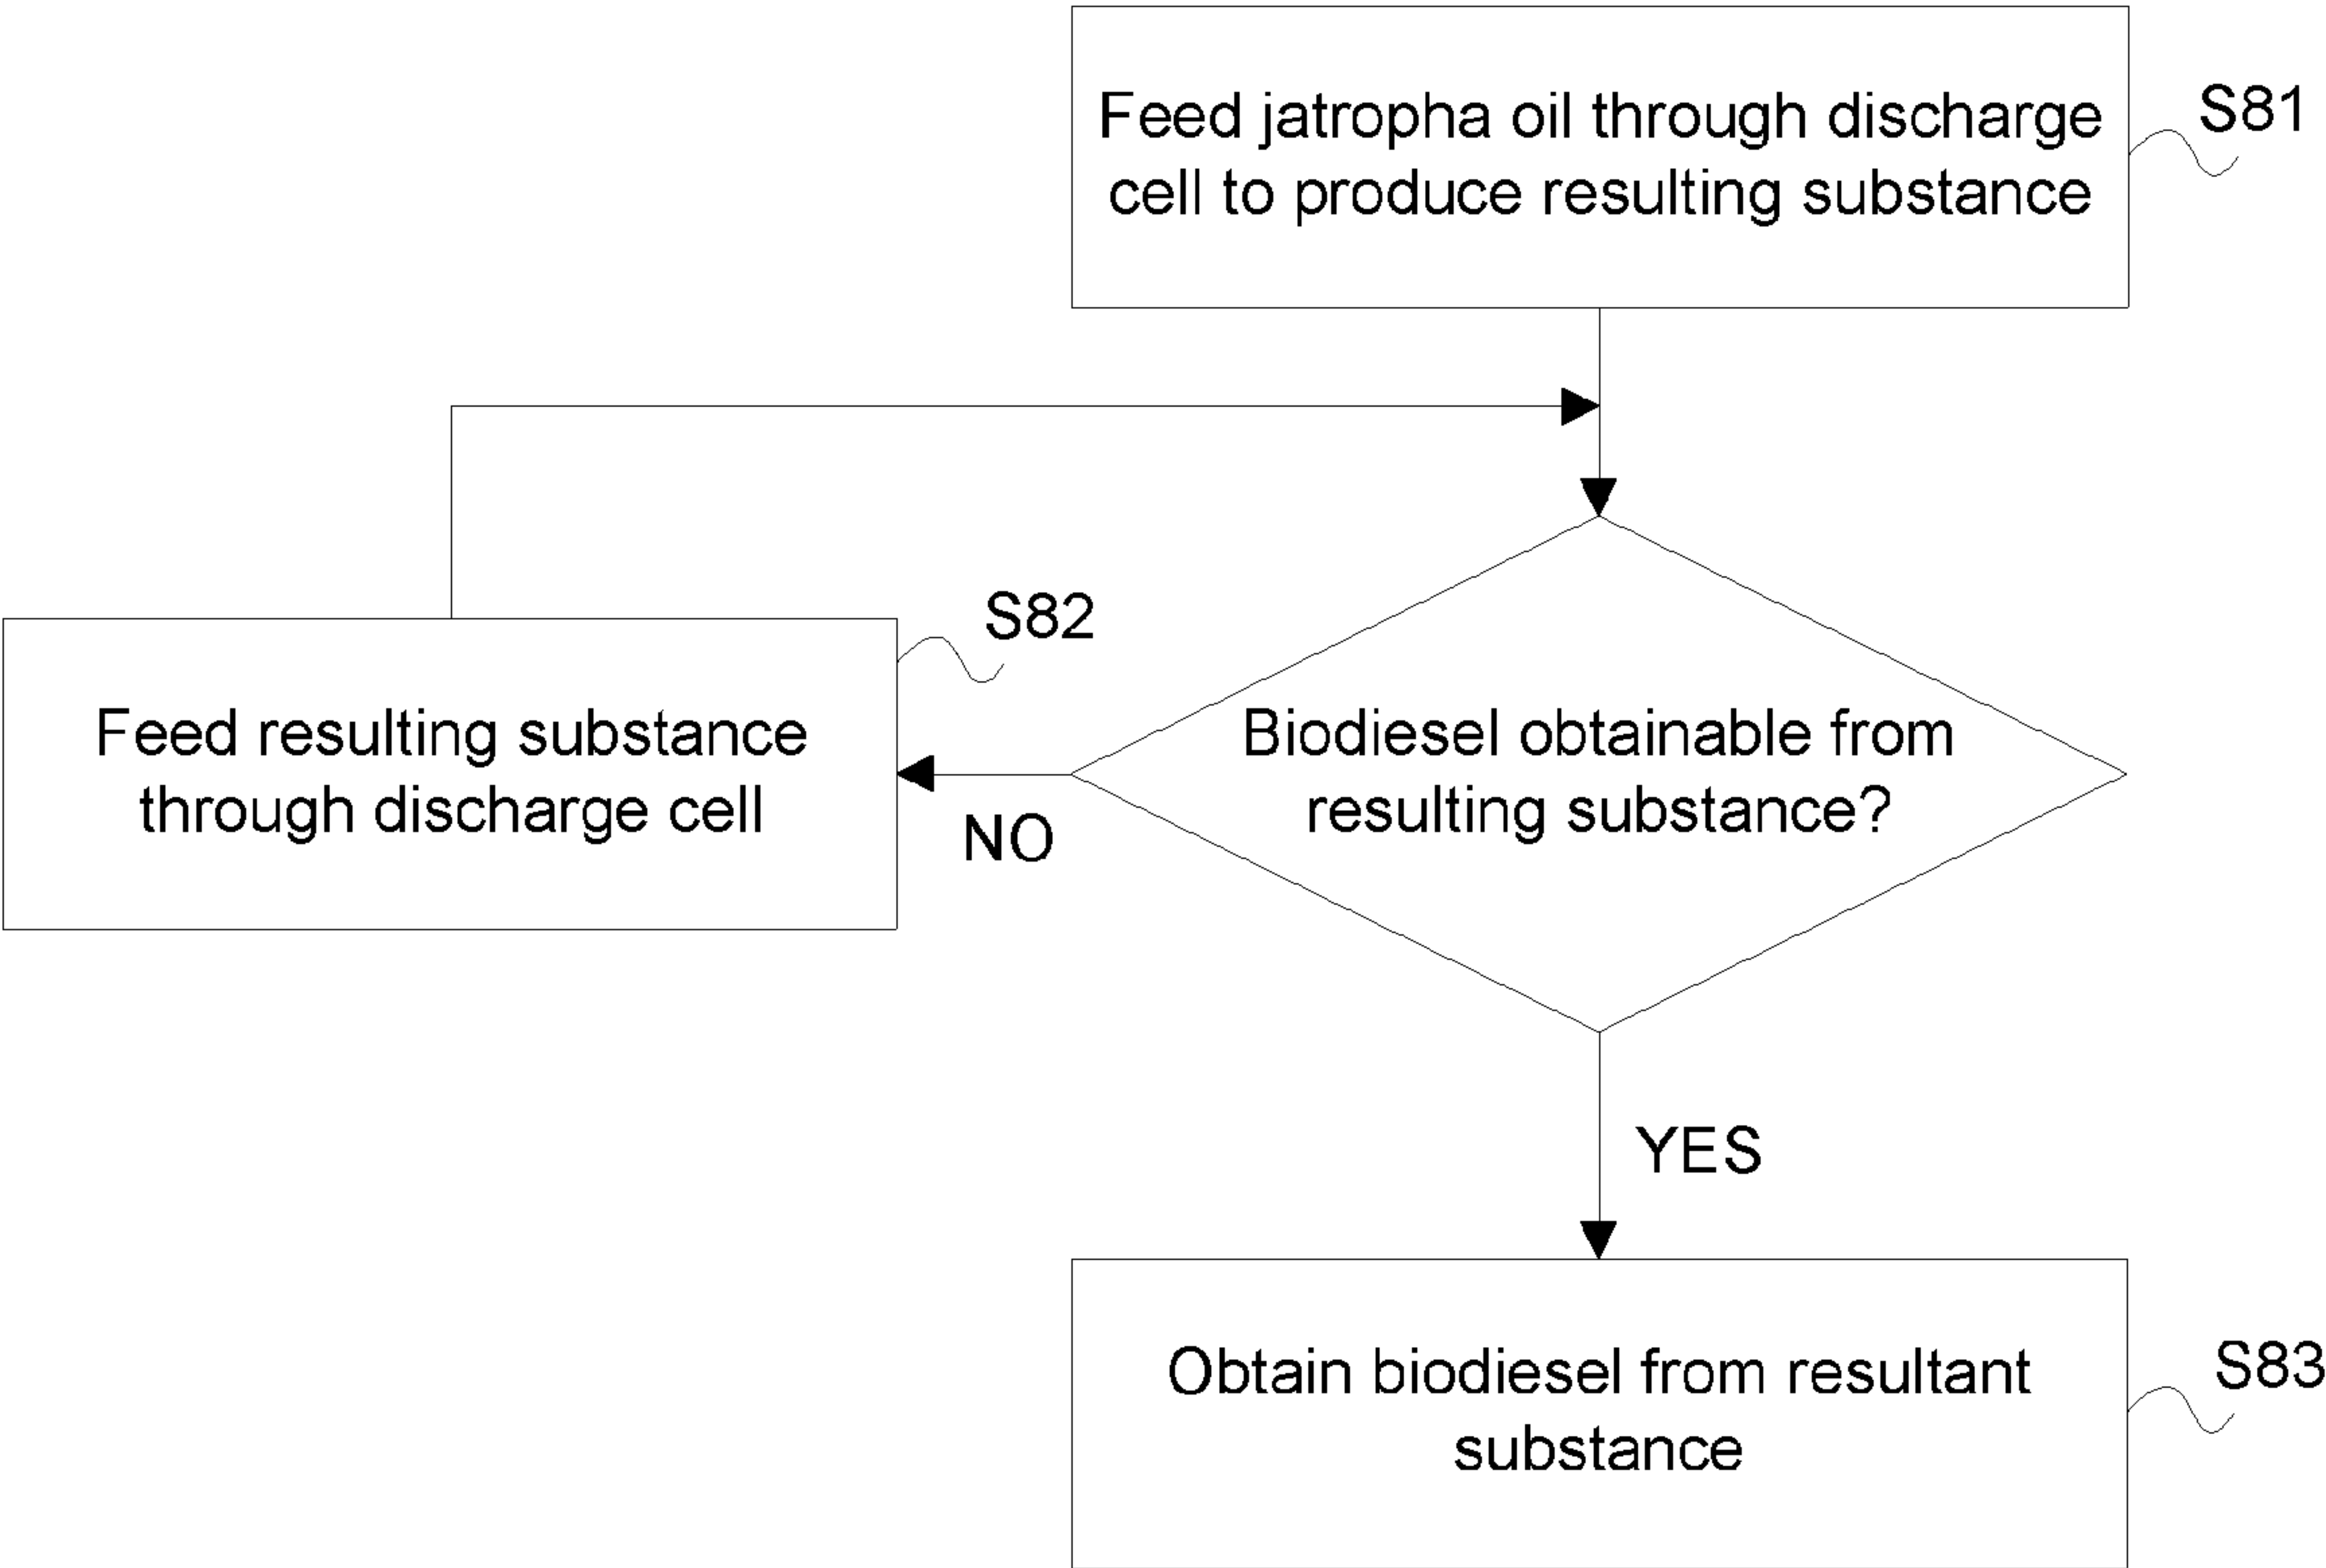 Feed jatropha oil through discharge
cell to produce resulting substance
S81
S82
Feed resulting substance
through discharge cell
NO
Biodiesel obtainable from
resulting substance?
YES
Obtain biodiesel from resultant
substance
S83